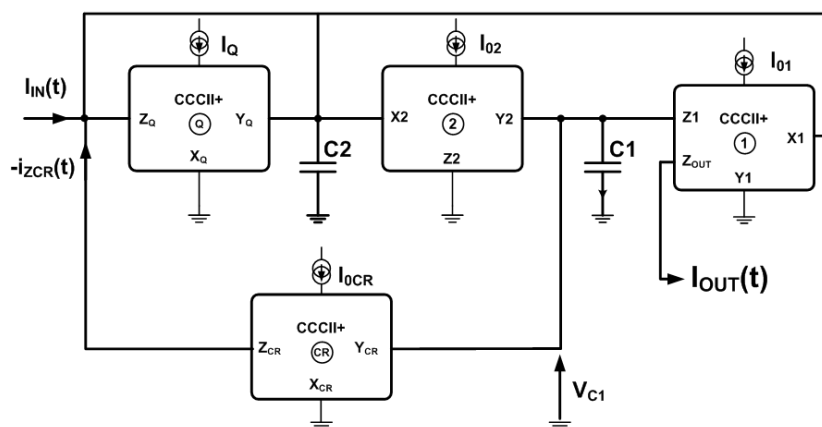 I_Q
I_02
I_01
I_IN(t)
CCCII+
Z_Q
Q
Y_Q
X_Q
CCCII+
X2
2
Y2
Z2
C2
C1
Z1
CCCII+
1
X1
Z_OUT
Y1
-i_ZCR(t)
I_OUT(t)
I_0CR
CCCII+
Z_CR
CR
Y_CR
X_CR
V_C1